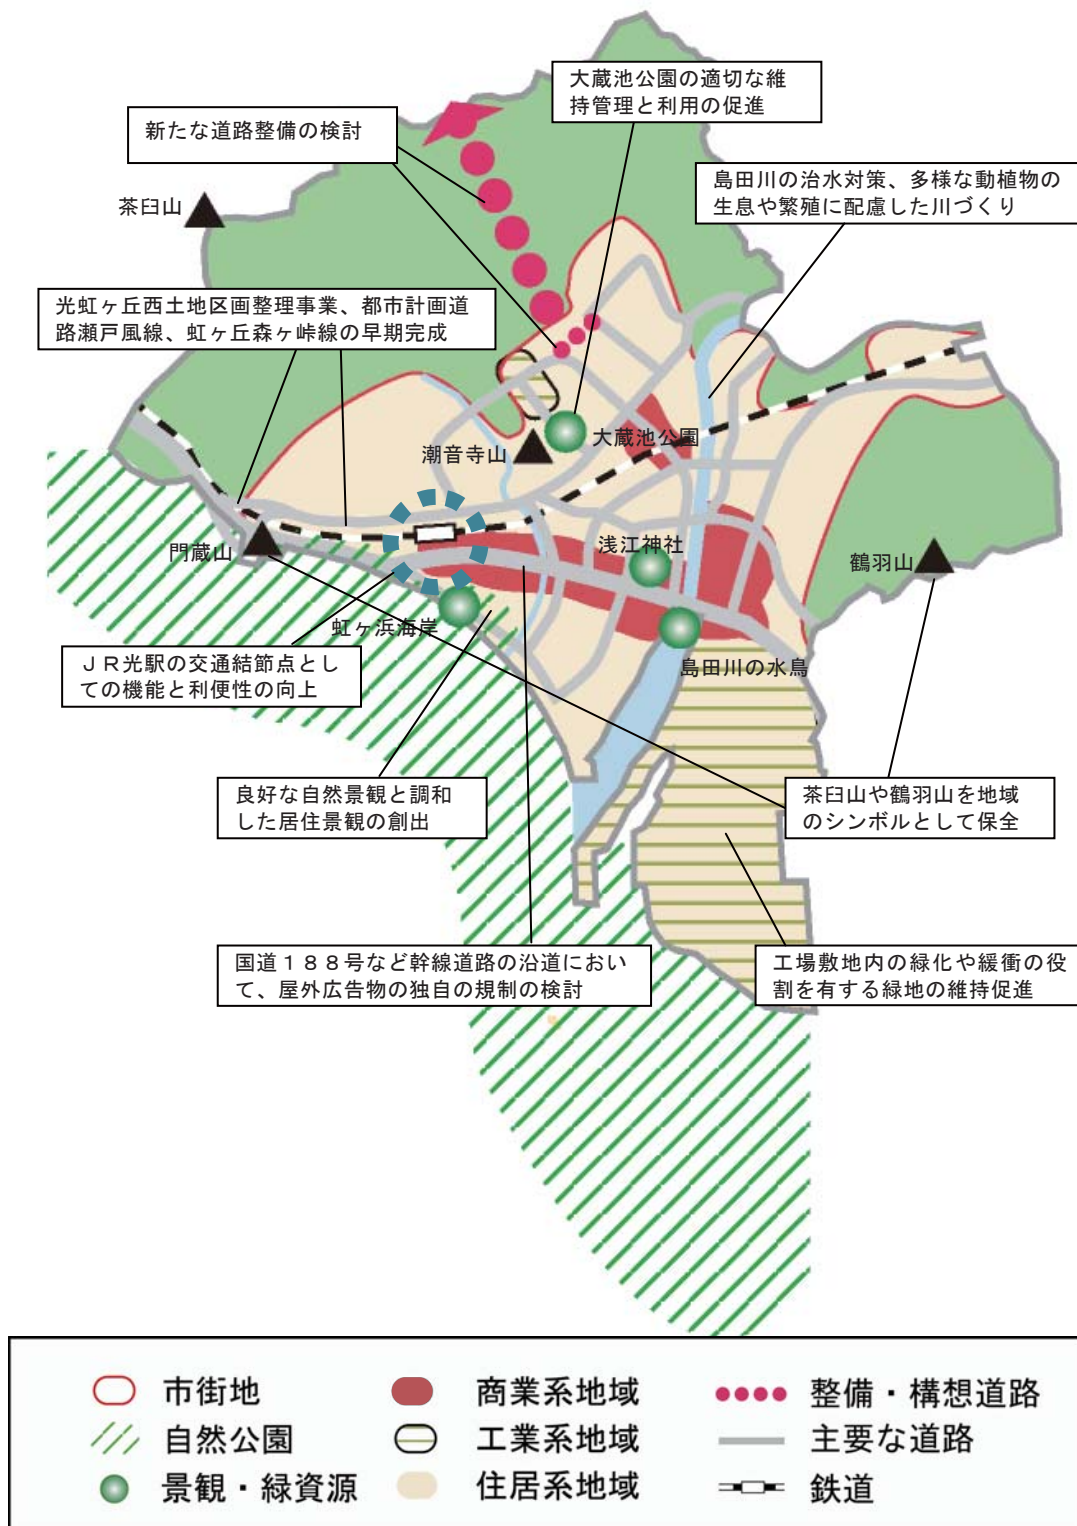 大蔵池公園の適切な維
持管理と利用の促進
新たな道路整備の検討
島田川の治水対策、多様な動植物の
生息や繁殖に配慮した川づくり
茶臼山
光虹ヶ丘西土地区画整理事業、都市計画道
路瀬戸風線、虹ヶ丘森ヶ峠線の早期完成
大蔵池公園
潮音寺山
門蔵山
浅江神社
鶴羽山
虹ヶ浜海岸
ＪＲ光駅の交通結節点とし
ての機能と利便性の向上
島田川の水鳥
良好な自然景観と調和
した居住景観の創出
茶臼山や鶴羽山を地域
のシンボルとして保全
国道１８８号など幹線道路の沿道におい
て、屋外広告物の独自の規制の検討
工場敷地内の緑化や緩衝の役
割を有する緑地の維持促進
市街地
商業系地域
整備・構想道路
自然公園
工業系地域
主要な道路
景観・緑資源
住居系地域
鉄道